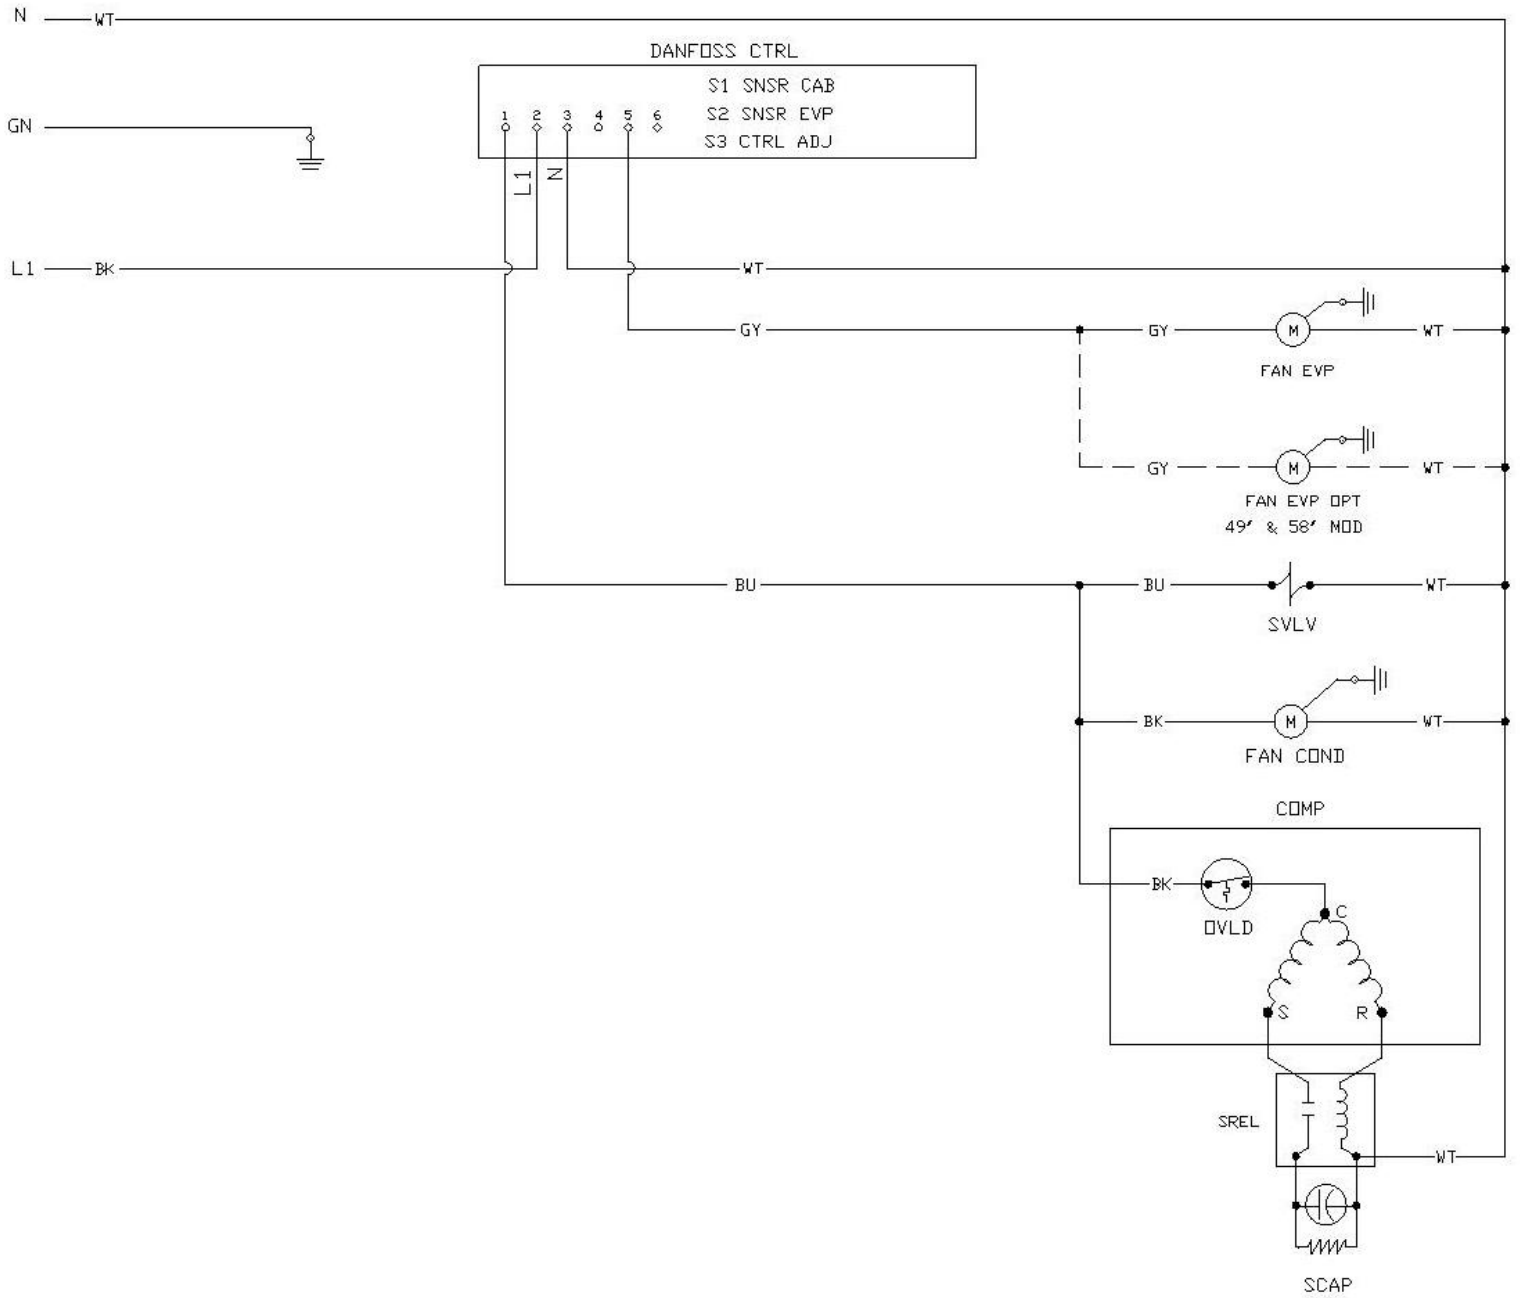 N
WT
DANFOSS CTRL
S1 SNSR CAB
1 2 3 4 5 6
S2 SNSR EVP
S3 CTRL ADJ
GN
L1
N
L1
BK
WT
GY
GY
M
WT
FAN EVP
GY
M
WT
FAN EVP OPT
49' & 58' MOD
BU
BU
WT
SVLV
BK
M
WT
FAN COND
COMP
BK
OVLD
C
S
R
SREL
WT
SCAP